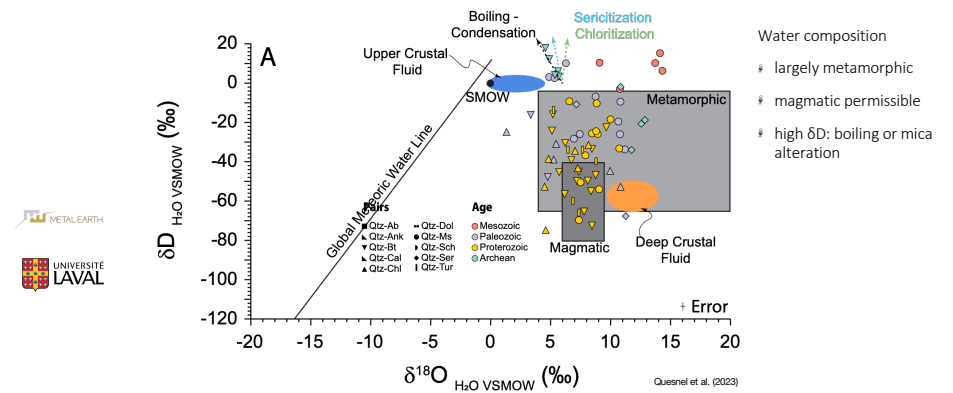 A
Boiling -
Condensation
Sericitization
Chloritization
Upper Crustal
Fluid
SMOW
Metamorphic
Global Meteoric Water Line
Magmatic
Deep Crustal
Fluid
Error
Pairs
Qtz-Ab
Qtz-Ank
Qtz-Bt
Qtz-Cal
Qtz-Chl
Qtz-Dol
Qtz-Ms
Qtz-Sch
Qtz-Ser
Qtz-Tur
Age
Mesozoic
Paleozoic
Proterozoic
Archean
20
0
-20
-40
-60
-80
-100
-120
δD H₂O VSMOW (‰)
-20 -15 -10 -5 0 5 10 15 20
δ¹⁸O H₂O VSMOW (‰)
Quesnel et al. (2023)
Water composition
largely metamorphic
magmatic permissible
high δD: boiling or mica
alteration
METAL EARTH
UNIVERSITÉ
LAVAL